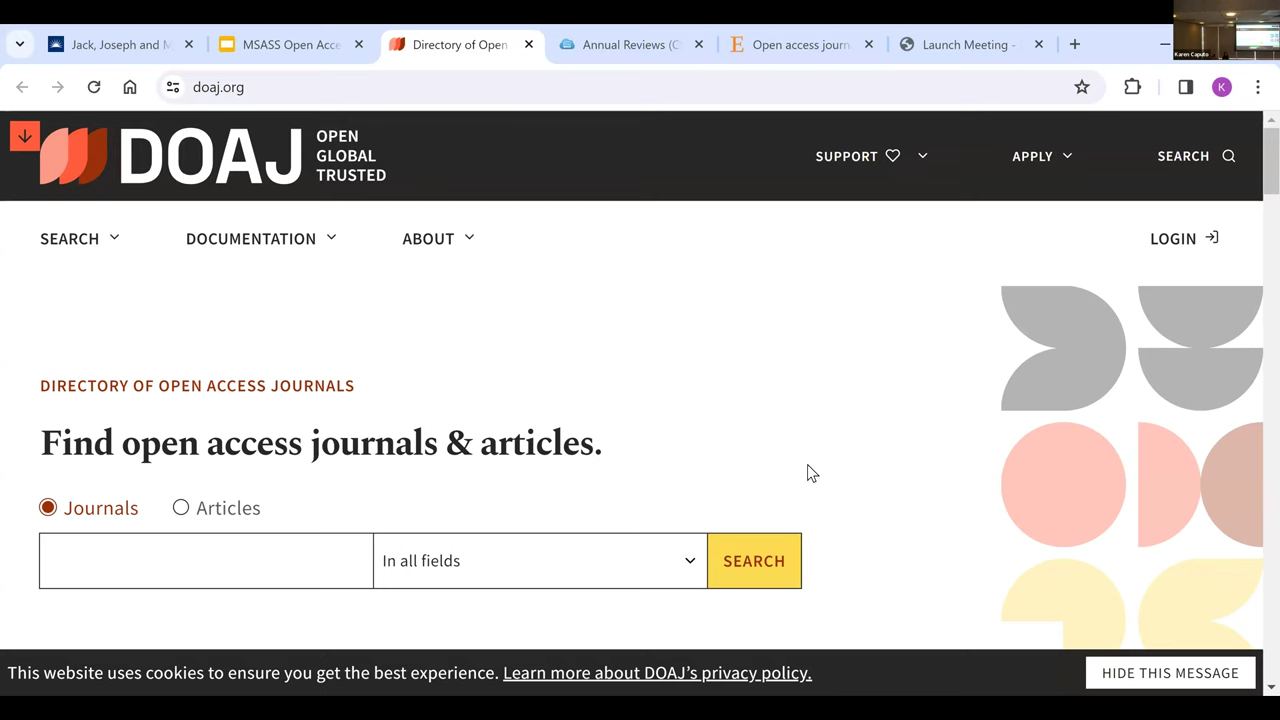 Jack, Joseph and M
MSASS Open Acce
Directory of Open
Annual Reviews (C
Open access journ
Launch Meeting -
Karen Caputo
doaj.org
K
DOAJ
OPEN
GLOBAL
TRUSTED
SUPPORT
APPLY
SEARCH
SEARCH
DOCUMENTATION
ABOUT
LOGIN
DIRECTORY OF OPEN ACCESS JOURNALS
Find open access journals & articles.
Journals
Articles
In all fields
SEARCH
This website uses cookies to ensure you get the best experience. Learn more about DOAJ's privacy policy.
HIDE THIS MESSAGE